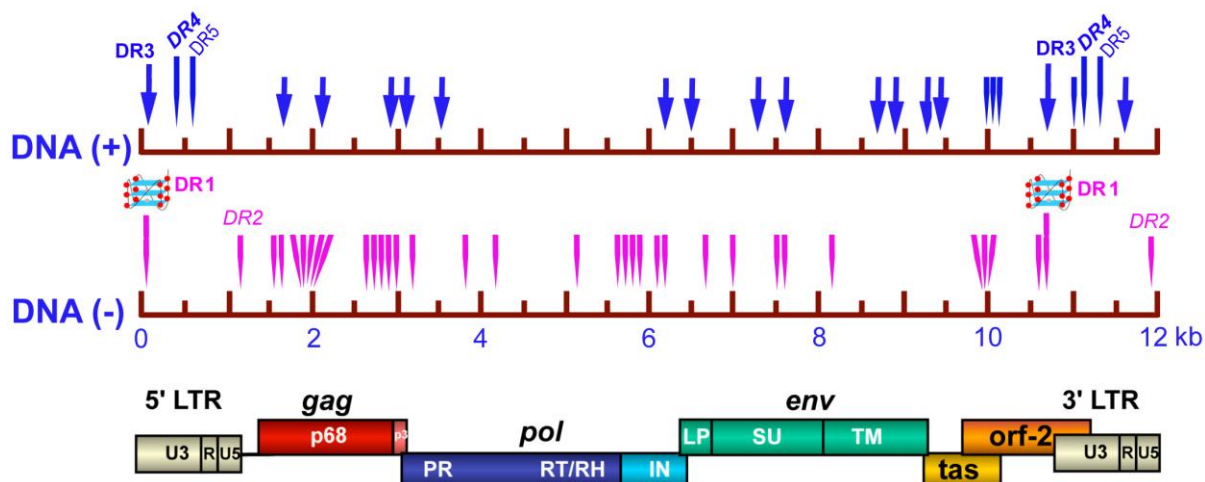 DR3 DR4 DR5 DR3 DR4 DR5
DNA (+)
DR1 DR1
DR2 DR2
DNA (-)
0 2 4 6 8 10 12 kb
5' LTR gag pol env 3' LTR
U3 R U5 p68 p3 LP SU TM orf-2 U3 R U5
PR RT/RH IN tas